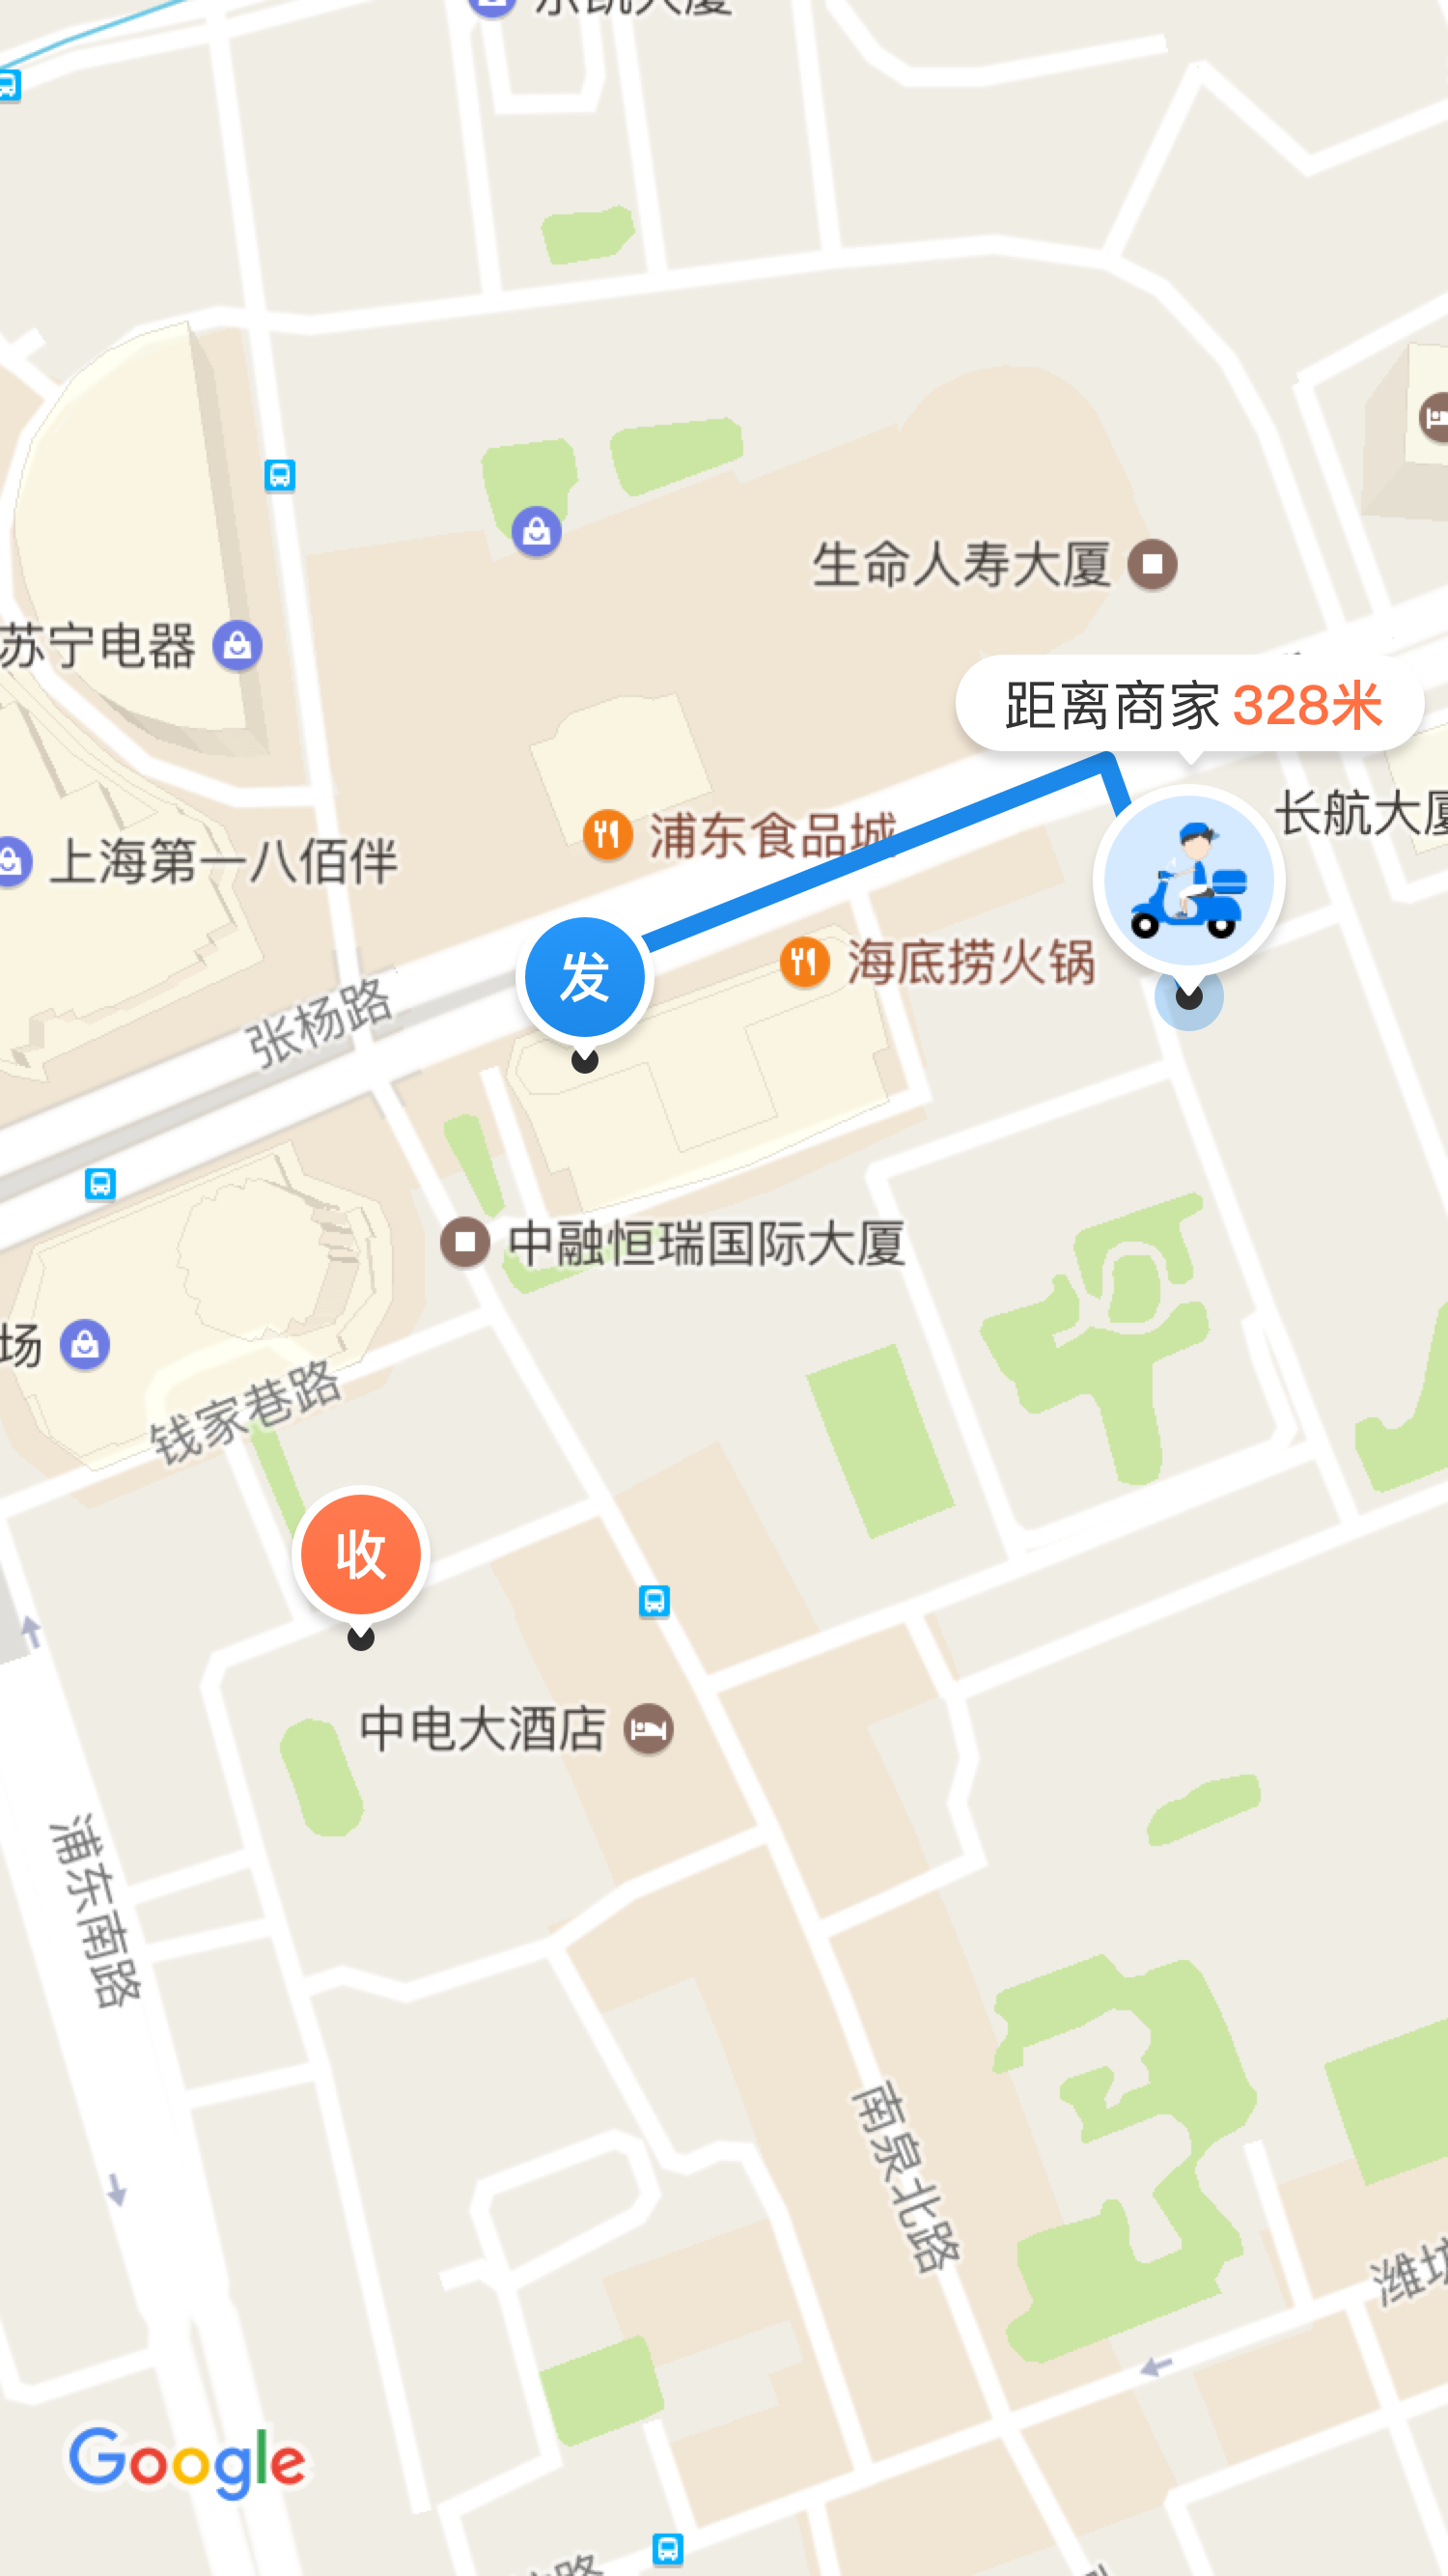 生命人寿大厦
苏宁电器
距离商家 328米
长航大厦
浦东食品城
上海第一八佰伴
发
海底捞火锅
张杨路
中融恒瑞国际大厦
场
钱家巷路
收
中电大酒店
浦东南路
南泉北路
潍坊
Google